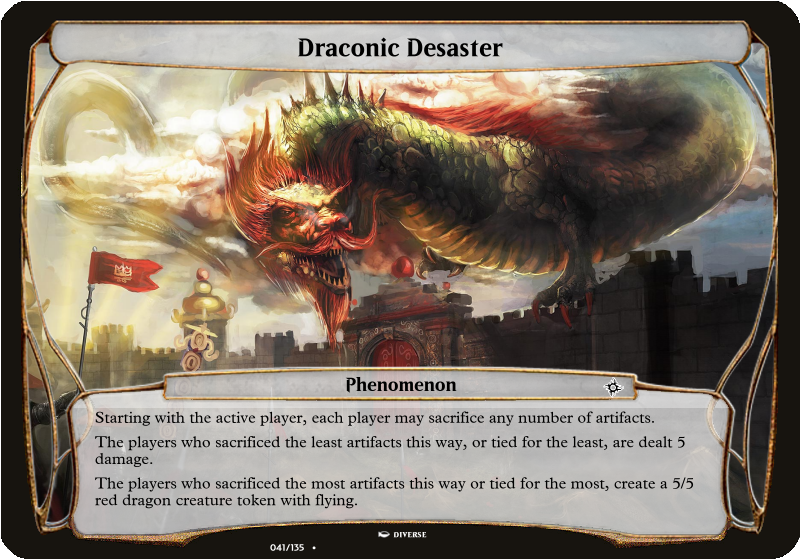 Draconic Desaster
Phenomenon
Starting with the active player, each player may sacrifice any number of artifacts.
The players who sacrificed the least artifacts this way, or tied for the least, are dealt 5
damage.
The players who sacrificed the most artifacts this way or tied for the most, create a 5/5
red dragon creature token with flying.
DIVERSE
041/135 •